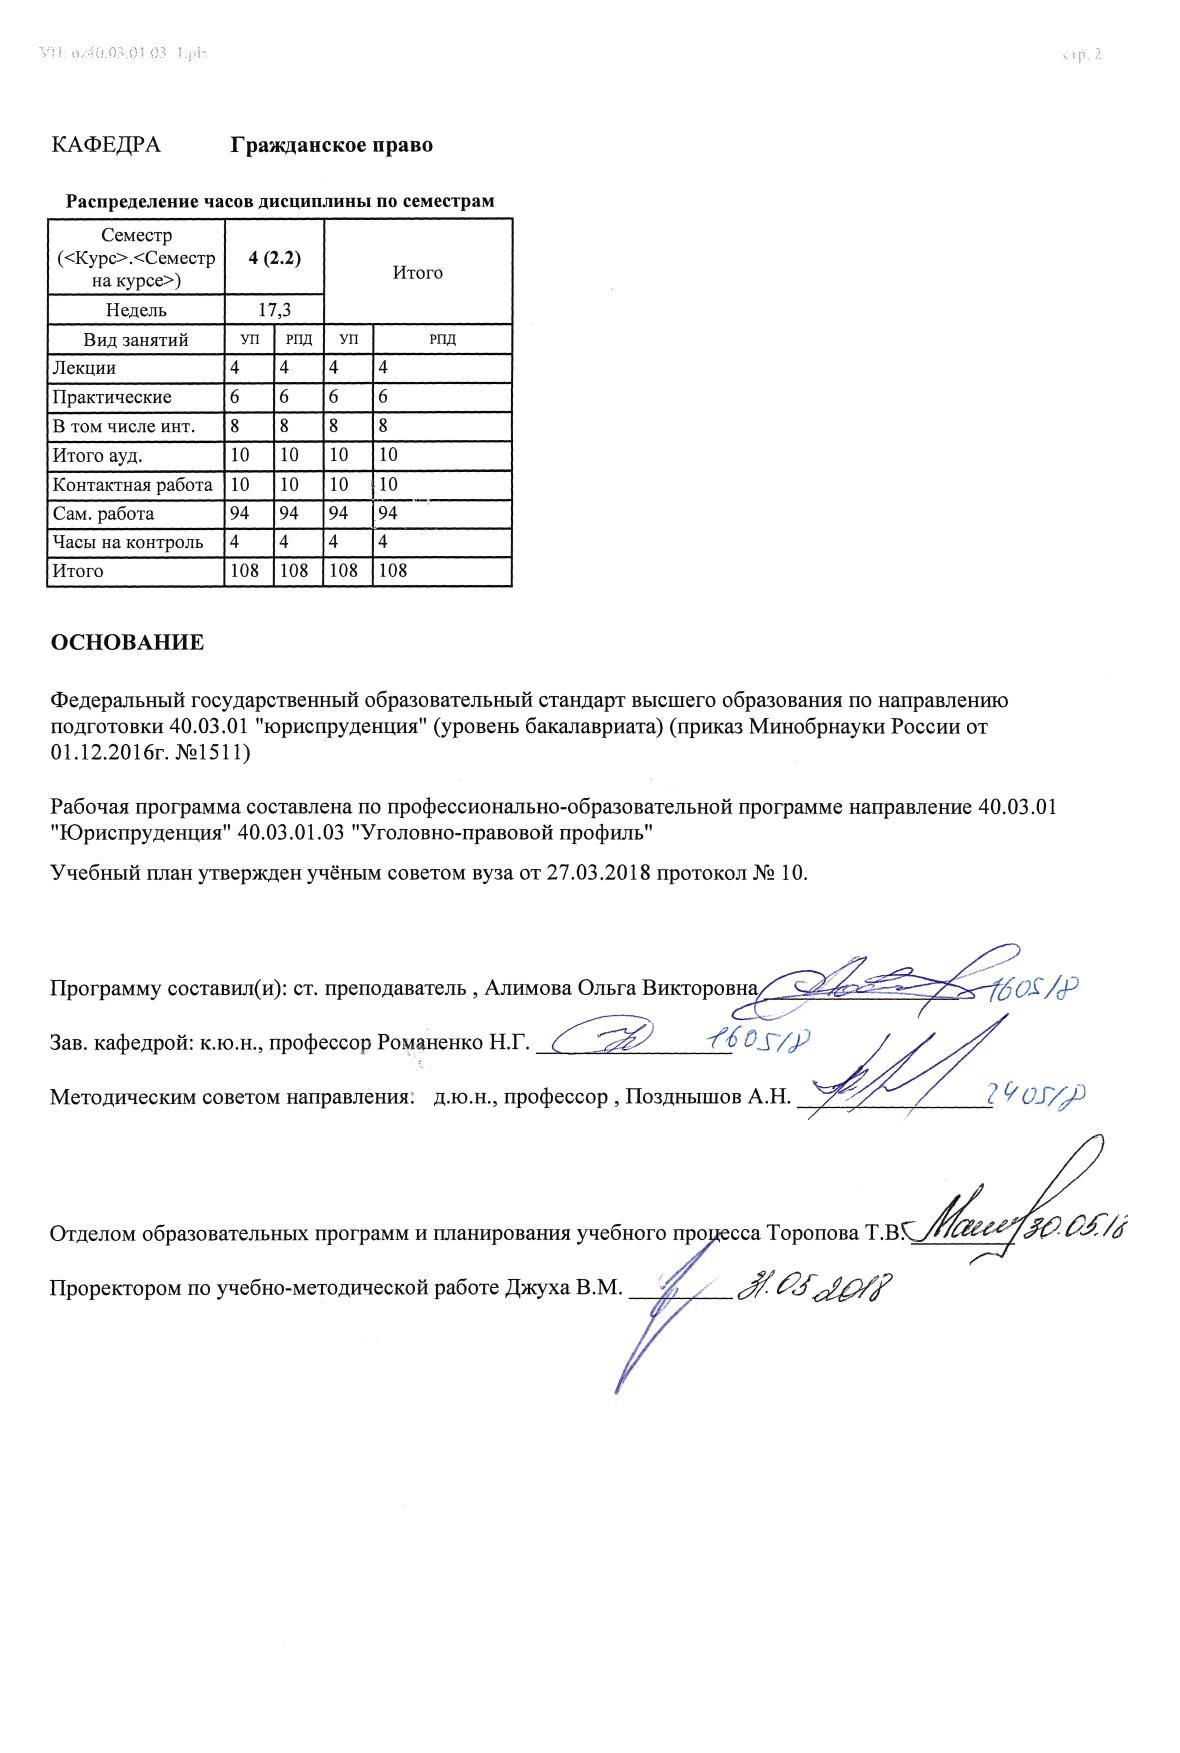 УП: oz40.03.01.03_1.plx
стр. 2
КАФЕДРА Гражданское право
Распределение часов дисциплины по семестрам
Семестр (<Курс>.<Семестр на курсе>) 4 (2.2) Итого
Недель 17,3
Вид занятий УП РПД УП РПД
Лекции 4 4 4 4
Практические 6 6 6 6
В том числе инт. 8 8 8 8
Итого ауд. 10 10 10 10
Контактная работа 10 10 10 10
Сам. работа 94 94 94 94
Часы на контроль 4 4 4 4
Итого 108 108 108 108
ОСНОВАНИЕ
Федеральный государственный образовательный стандарт высшего образования по направлению
подготовки 40.03.01 "юриспруденция" (уровень бакалавриата) (приказ Минобрнауки России от
01.12.2016г. №1511)
Рабочая программа составлена по профессионально-образовательной программе направление 40.03.01
"Юриспруденция" 40.03.01.03 "Уголовно-правовой профиль"
Учебный план утвержден учёным советом вуза от 27.03.2018 протокол № 10.
Программу составил(и): ст. преподаватель , Алимова Ольга Викторовна 160518
Зав. кафедрой: к.ю.н., профессор Романенко Н.Г. 160518
Методическим советом направления: д.ю.н., профессор , Позднышов А.Н. 240518
Отделом образовательных программ и планирования учебного процесса Торопова Т.В. 30.05.18
Проректором по учебно-методической работе Джуха В.М. 31.05 2018